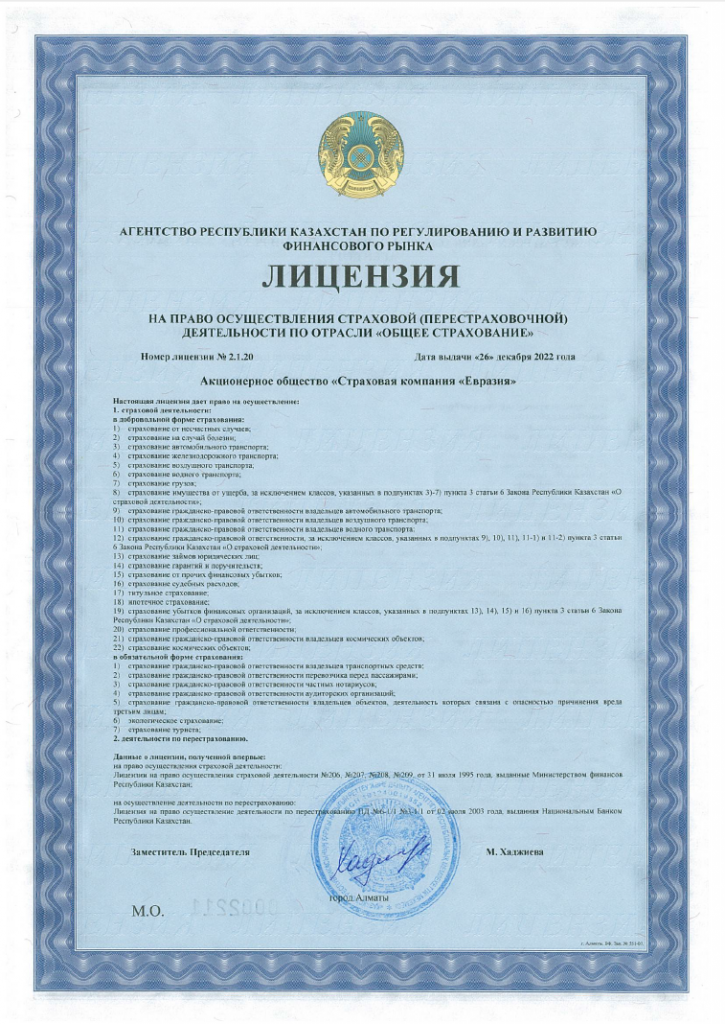 АГЕНТСТВО РЕСПУБЛИКИ КАЗАХСТАН ПО РЕГУЛИРОВАНИЮ И РАЗВИТИЮ
ФИНАНСОВОГО РЫНКА
ЛИЦЕНЗИЯ
НА ПРАВО ОСУЩЕСТВЛЕНИЯ СТРАХОВОЙ (ПЕРЕСТРАХОВОЧНОЙ)
ДЕЯТЕЛЬНОСТИ ПО ОТРАСЛИ «ОБЩЕЕ СТРАХОВАНИЕ»
Номер лицензии № 2.1.20 Дата выдачи «26» декабря 2022 года
Акционерное общество «Страховая компания «Евразия»
Настоящая лицензия дает право на осуществление:
1. страховой деятельности:
в добровольной форме страхования:
1) страхование от несчастных случаев;
2) страхование на случай болезни;
3) страхование автомобильного транспорта;
4) страхование железнодорожного транспорта;
5) страхование воздушного транспорта;
6) страхование водного транспорта;
7) страхование грузов;
8) страхование имущества от ущерба, за исключением классов, указанных в подпунктах 3)-7) пункта 3 статьи 6 Закона Республики Казахстан «О
страховой деятельности»;
9) страхование гражданско-правовой ответственности владельцев автомобильного транспорта;
10) страхование гражданско-правовой ответственности владельцев воздушного транспорта;
11) страхование гражданско-правовой ответственности владельцев водного транспорта;
12) страхование гражданско-правовой ответственности, за исключением классов, указанных в подпунктах 9), 10), 11), 11-1) и 11-2) пункта 3 статьи
6 Закона Республики Казахстан «О страховой деятельности»;
13) страхование займов юридических лиц;
14) страхование гарантий и поручительств;
15) страхование от прочих финансовых убытков;
16) страхование судебных расходов;
17) титульное страхование;
18) ипотечное страхование;
19) страхование убытков финансовых организаций, за исключением классов, указанных в подпунктах 13), 14), 15) и 16) пункта 3 статьи 6 Закона
Республики Казахстан «О страховой деятельности»;
20) страхование профессиональной ответственности;
21) страхование гражданско-правовой ответственности владельцев космических объектов;
22) страхование космических объектов;
в обязательной форме страхования:
1) страхование гражданско-правовой ответственности владельцев транспортных средств;
2) страхование гражданско-правовой ответственности перевозчика перед пассажирами;
3) страхование гражданско-правовой ответственности частных нотариусов;
4) страхование гражданско-правовой ответственности аудиторских организаций;
5) страхование гражданско-правовой ответственности владельцев объектов, деятельность которых связана с опасностью причинения вреда
третьим лицам;
6) экологическое страхование;
7) страхование туриста;
2. деятельности по перестрахованию.
Данные о лицензии, полученной впервые:
на право осуществления страховой деятельности:
Лицензии на право осуществления страховой деятельности №206, №207, №208, №209, от 31 июля 1995 года, выданные Министерством финансов
Республики Казахстан;
на осуществление деятельности по перестрахованию:
Лицензия на право осуществление деятельности по перестрахованию от 02 июля 2003 года, выданная Национальным Банком
Республики Казахстан.
Заместитель Председателя М. Хаджиева
город Алматы
М.О.